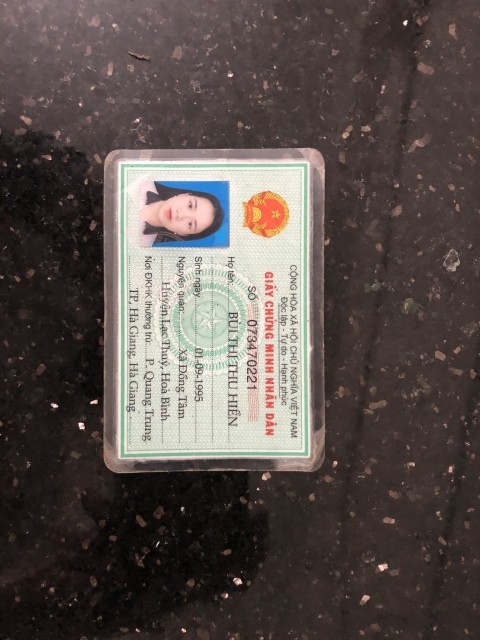 CỘNG HÒA XÃ HỘI CHỦ NGHĨA VIỆT NAM
Độc lập - Tự do - Hạnh phúc
GIẤY CHỨNG MINH NHÂN DÂN
SỐ 073470221
Họ tên BÙI THỊ THU HIỀN
Sinh ngày 01-09-1995
Nguyên quán Xã Đồng Tâm
Huyện Lạc Thuỷ, Hoà Bình
Nơi ĐKHK thường trú P. Quang Trung
TP, Hà Giang, Hà Giang